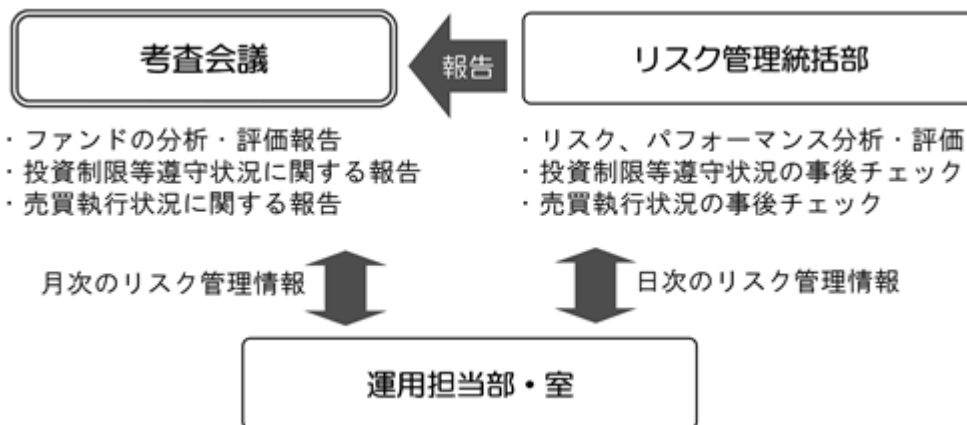 考査会議
報告
リスク管理統括部
・ファンドの分析・評価報告
・投資制限等遵守状況に関する報告
・売買執行状況に関する報告
・リスク、パフォーマンス分析・評価
・投資制限等遵守状況の事後チェック
・売買執行状況の事後チェック
月次のリスク管理情報
日次のリスク管理情報
運用担当部・室